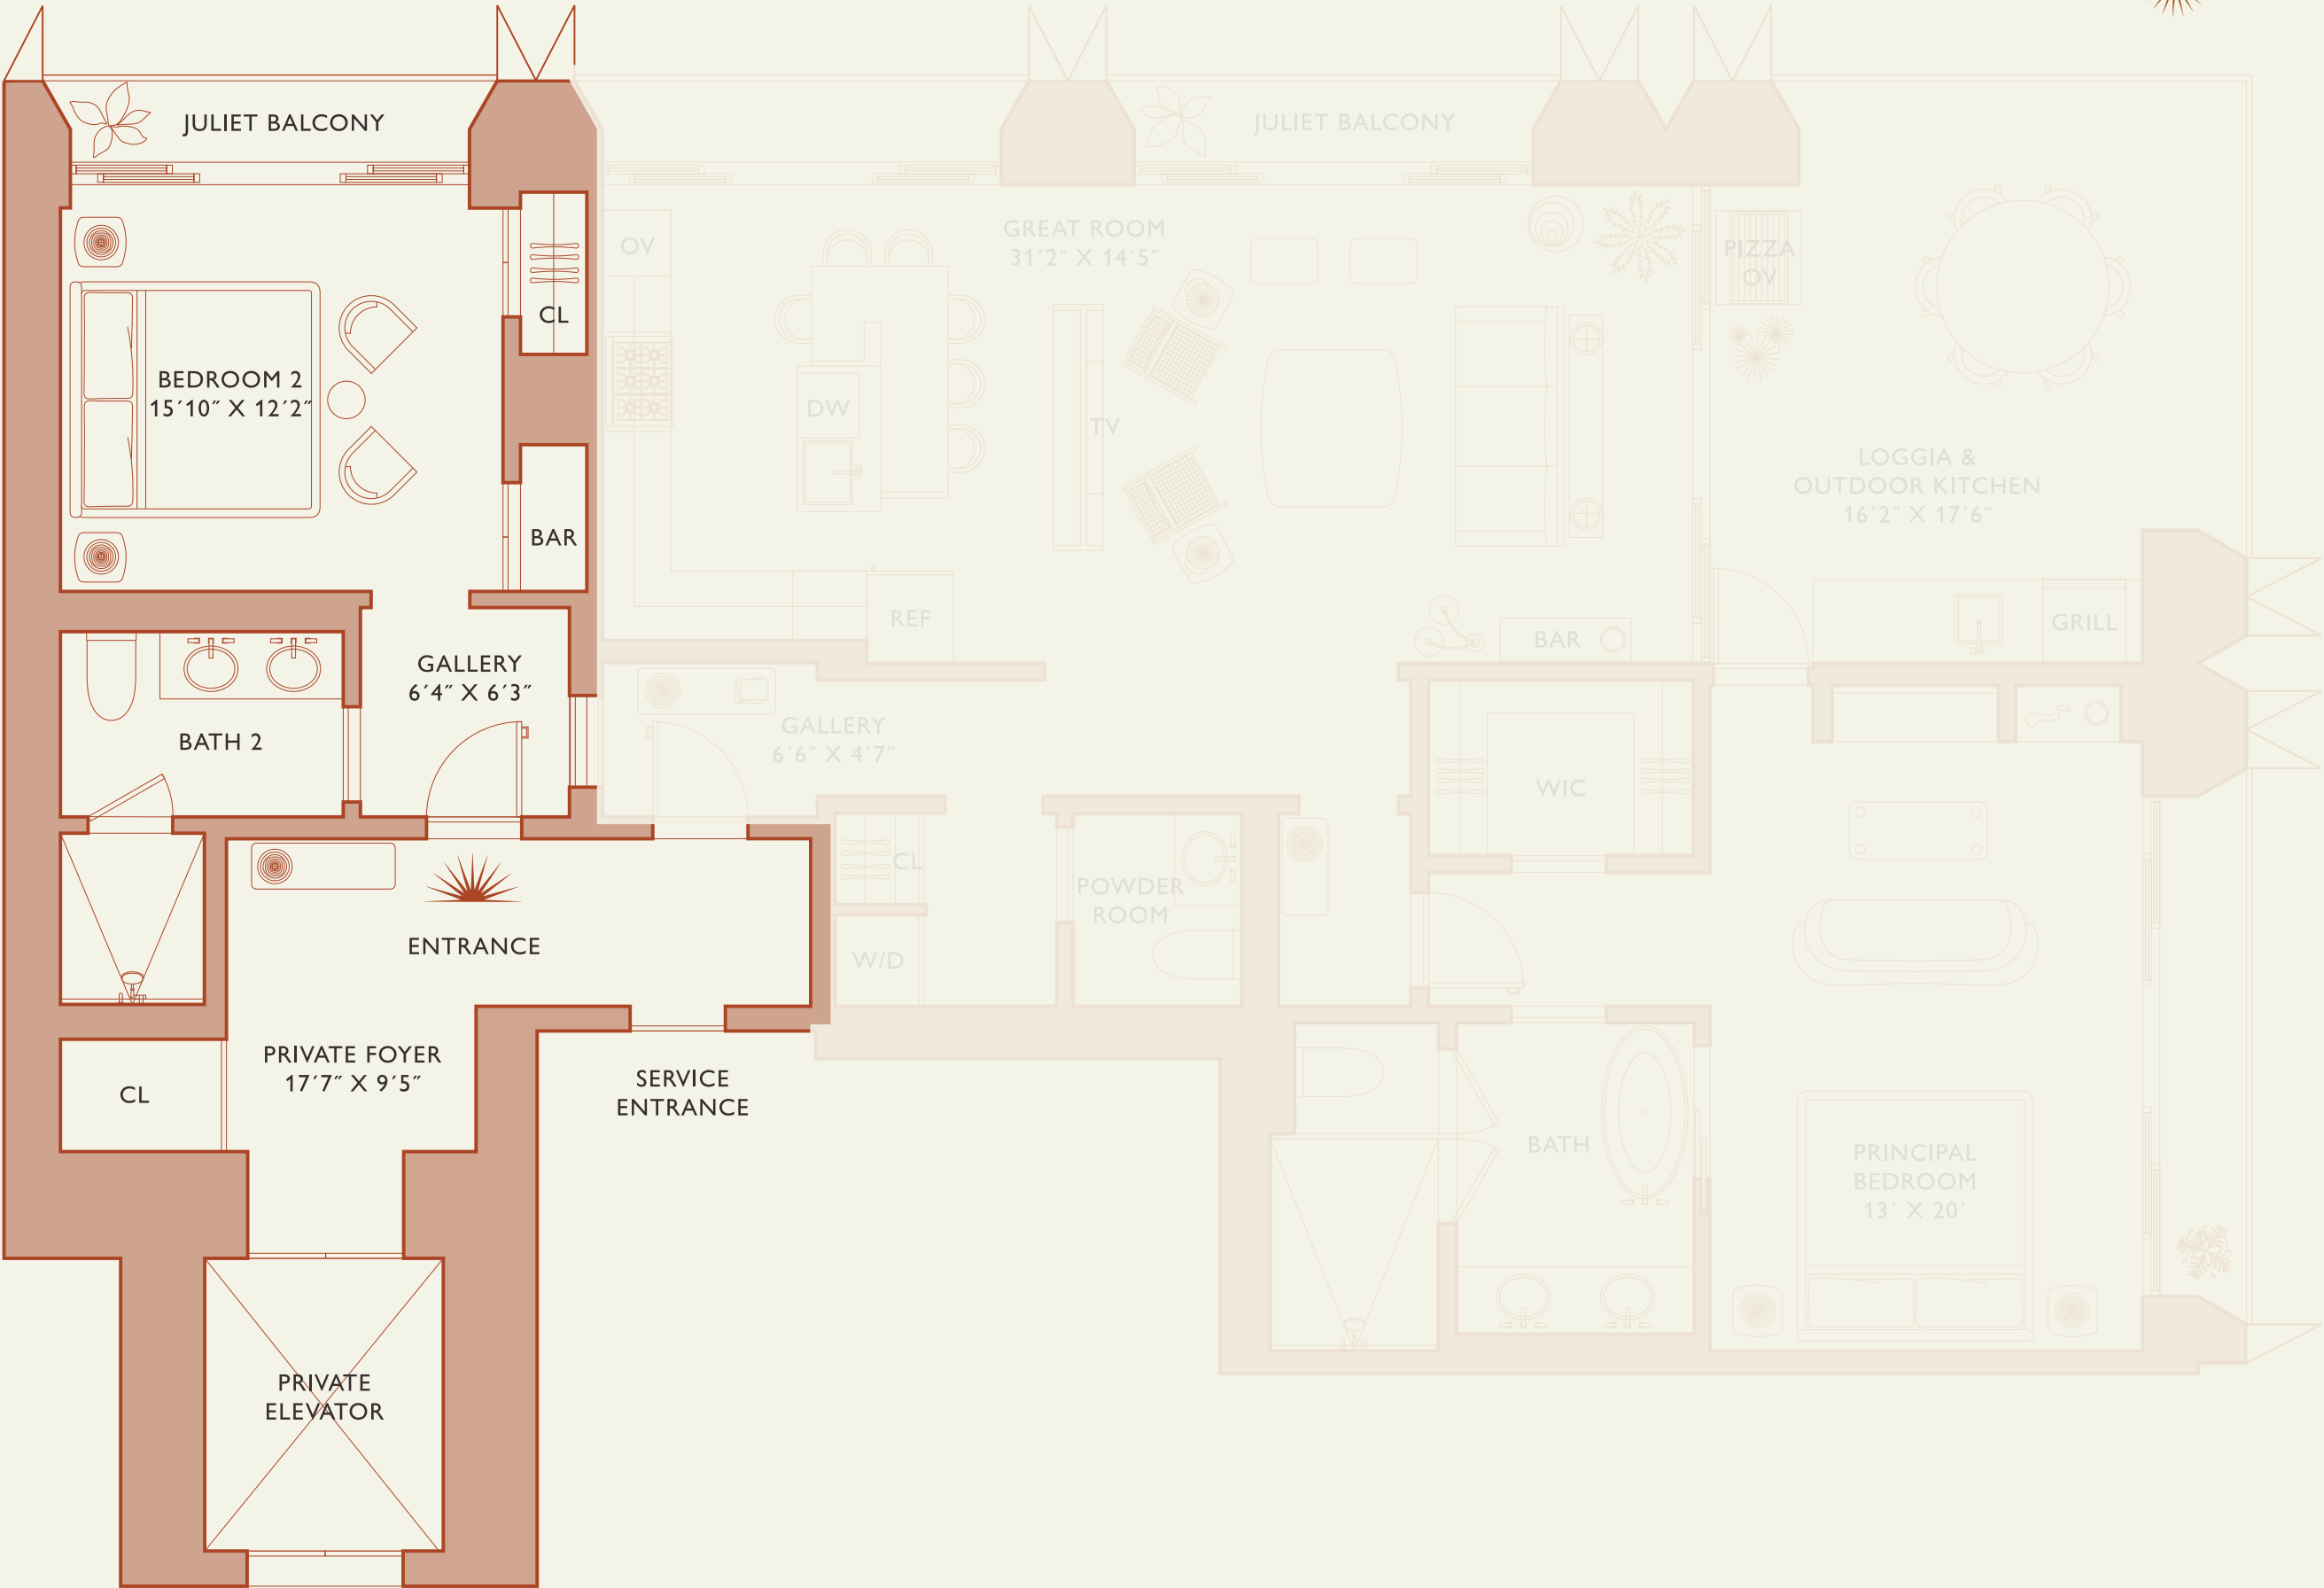 JULIET BALCONY
JULIET BALCONY
GREAT ROOM
31´2˝ X 14´5˝
OV
PIZZA
OV
CL
BEDROOM 2
15´10˝ X 12´2˝
DW
TV
LOGGIA &
OUTDOOR KITCHEN
16´2˝ X 17´6˝
BAR
REF
BAR
GRILL
GALLERY
6´4˝ X 6´3˝
GALLERY
6´6˝ X 4´7˝
BATH 2
WIC
CL
POWDER
ROOM
ENTRANCE
W/D
PRIVATE FOYER
17´7˝ X 9´5˝
CL
SERVICE
ENTRANCE
BATH
PRINCIPAL
BEDROOM
13´ X 20´
PRIVATE
ELEVATOR